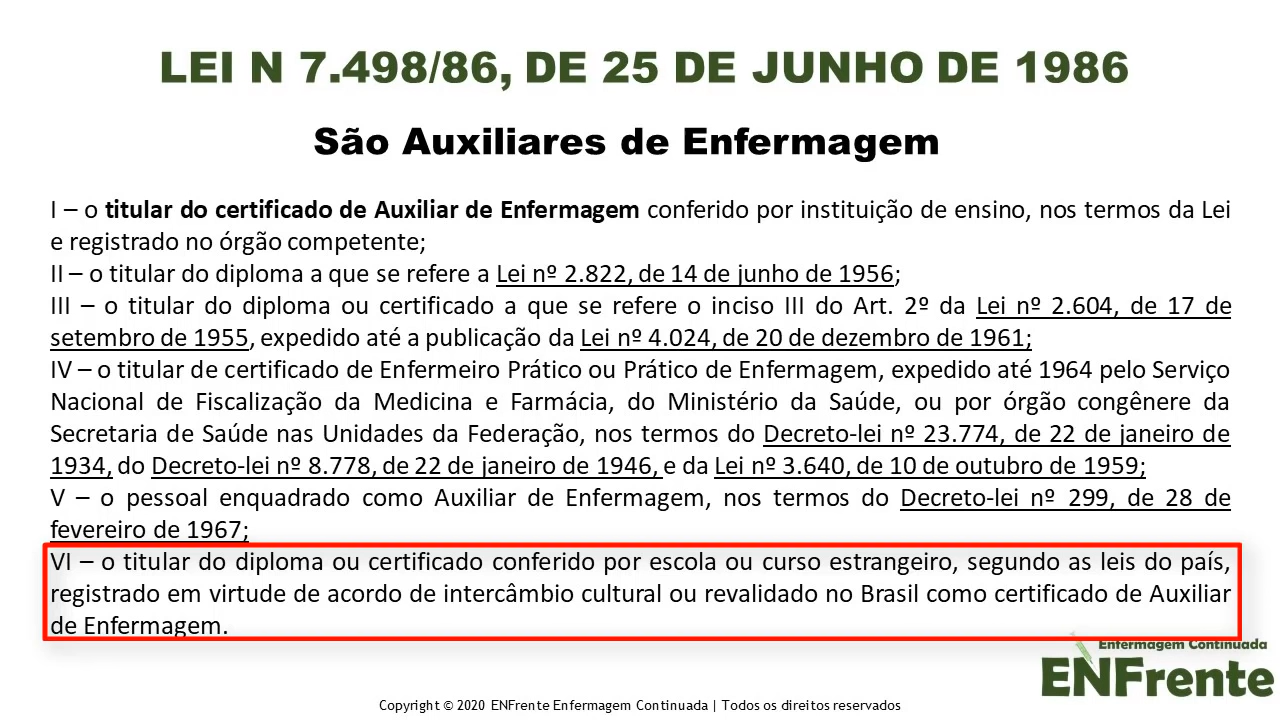 LEI N 7.498/86, DE 25 DE JUNHO DE 1986
São Auxiliares de Enfermagem
I – o titular do certificado de Auxiliar de Enfermagem conferido por instituição de ensino, nos termos da Lei
e registrado no órgão competente;
II – o titular do diploma a que se refere a Lei nº 2.822, de 14 de junho de 1956;
III – o titular do diploma ou certificado a que se refere o inciso III do Art. 2º da Lei nº 2.604, de 17 de
setembro de 1955, expedido até a publicação da Lei nº 4.024, de 20 de dezembro de 1961;
IV – o titular de certificado de Enfermeiro Prático ou Prático de Enfermagem, expedido até 1964 pelo Serviço
Nacional de Fiscalização da Medicina e Farmácia, do Ministério da Saúde, ou por órgão congênere da
Secretaria de Saúde nas Unidades da Federação, nos termos do Decreto-lei nº 23.774, de 22 de janeiro de
1934, do Decreto-lei nº 8.778, de 22 de janeiro de 1946, e da Lei nº 3.640, de 10 de outubro de 1959;
V – o pessoal enquadrado como Auxiliar de Enfermagem, nos termos do Decreto-lei nº 299, de 28 de
fevereiro de 1967;
VI – o titular do diploma ou certificado conferido por escola ou curso estrangeiro, segundo as leis do país,
registrado em virtude de acordo de intercâmbio cultural ou revalidado no Brasil como certificado de Auxiliar
de Enfermagem.
Enfermagem Continuada
ENFrente
Copyright © 2020 ENFrente Enfermagem Continuada | Todos os direitos reservados